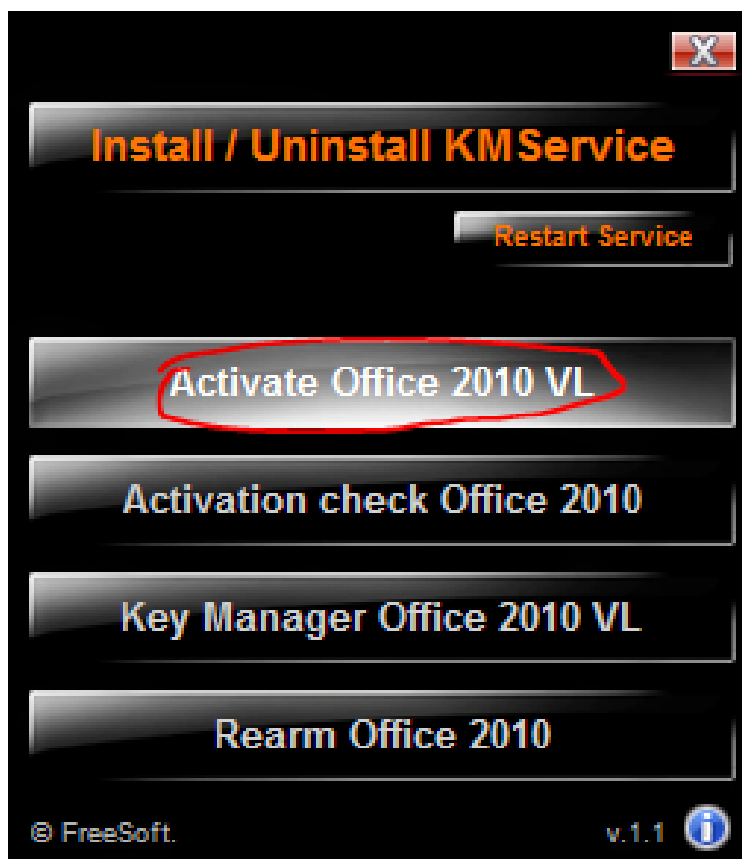 X
Install / Uninstall KMService
Restart Service
Activate Office 2010 VL
Activation check Office 2010
Key Manager Office 2010 VL
Rearm Office 2010
© FreeSoft. v.1.1 i